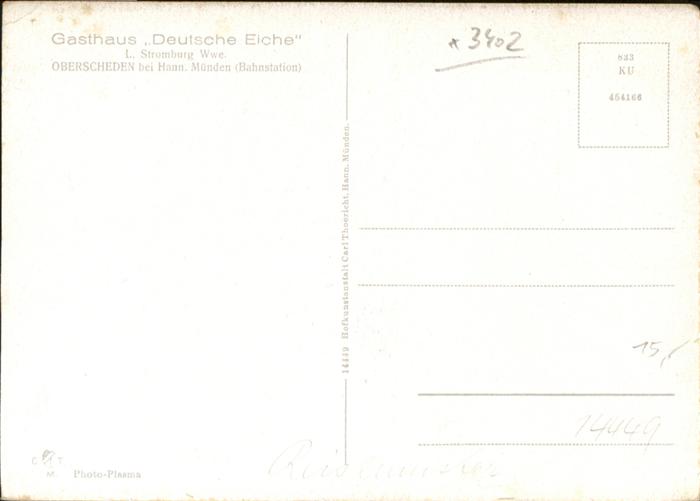 Gasthaus „Deutsche Eiche"
L. Stromburg Wwe.
OBERSCHEDEN bei Hann. Münden (Bahnstation)
* 3402
833
KU
454166
14449 Hofkunstanstalt Carl Thoericht, Hann. Münden.
15,
14449
C T
M.
Photo-Plasma